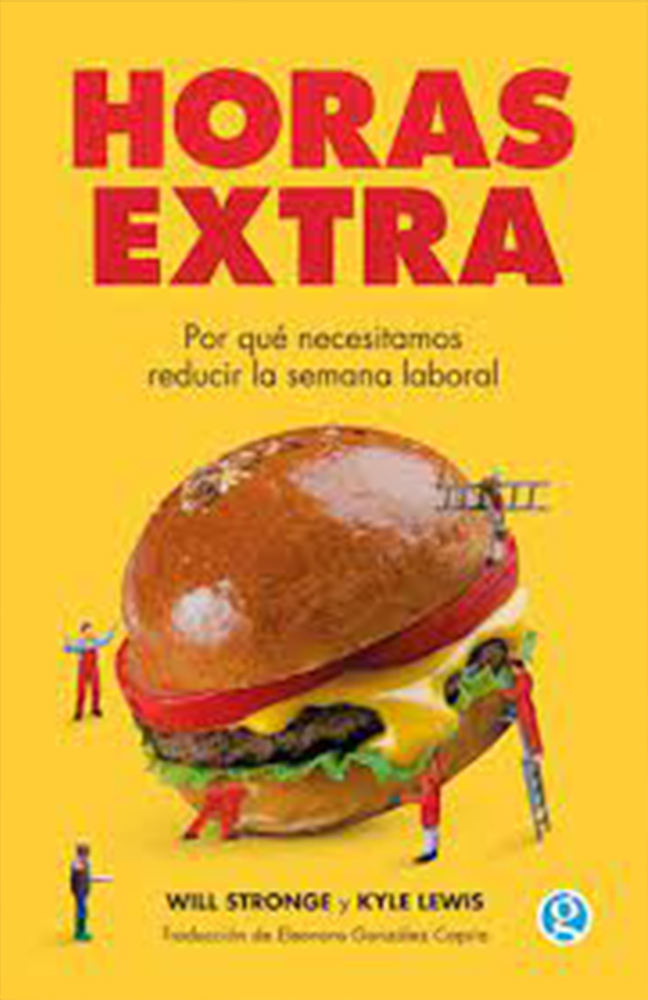 HORAS
EXTRA
Por qué necesitamos
reducir la semana laboral
WILL STRONGE y KYLE LEWIS
Traducción de Eleonora González Capria